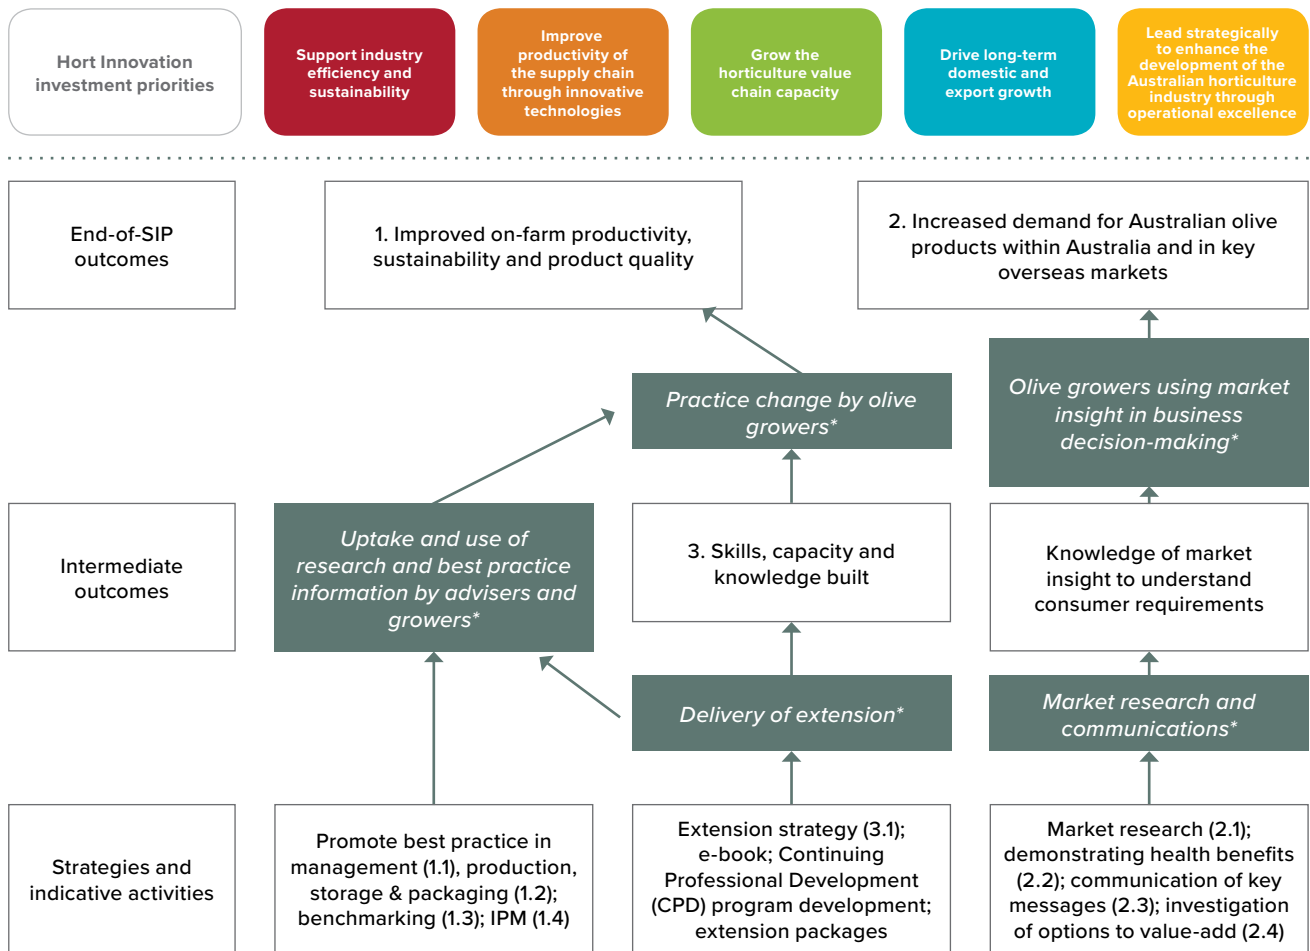 Hort Innovation
investment priorities
Support industry
efficiency and
sustainability
Improve
productivity of
the supply chain
through innovative
technologies
Grow the
horticulture value
chain capacity
Drive long-term
domestic and
export growth
Lead strategically
to enhance the
development of the
Australian horticulture
industry through
operational excellence
End-of-SIP
outcomes
1. Improved on-farm productivity,
sustainability and product quality
2. Increased demand for Australian olive
products within Australia and in key
overseas markets
Practice change by olive
growers*
Olive growers using market
insight in business
decision-making*
Intermediate
outcomes
Uptake and use of
research and best practice
information by advisers and
growers*
3. Skills, capacity and
knowledge built
Knowledge of market
insight to understand
consumer requirements
Delivery of extension*
Market research and
communications*
Strategies and
indicative activities
Promote best practice in
management (1.1), production,
storage & packaging (1.2);
benchmarking (1.3); IPM (1.4)
Extension strategy (3.1);
e-book; Continuing
Professional Development
(CPD) program development;
extension packages
Market research (2.1);
demonstrating health benefits
(2.2); communication of key
messages (2.3); investigation
of options to value-add (2.4)